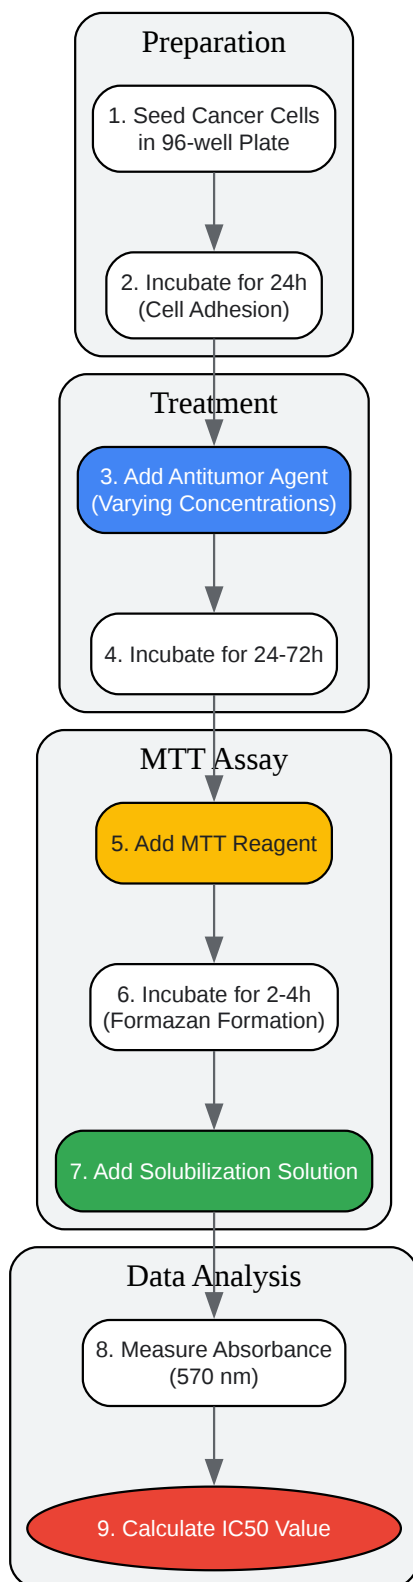 Preparation
1. Seed Cancer Cells
in 96-well Plate
2. Incubate for 24h
(Cell Adhesion)
Treatment
3. Add Antitumor Agent
(Varying Concentrations)
4. Incubate for 24-72h
MTT Assay
5. Add MTT Reagent
6. Incubate for 2-4h
(Formazan Formation)
7. Add Solubilization Solution
Data Analysis
8. Measure Absorbance
(570 nm)
9. Calculate IC50 Value